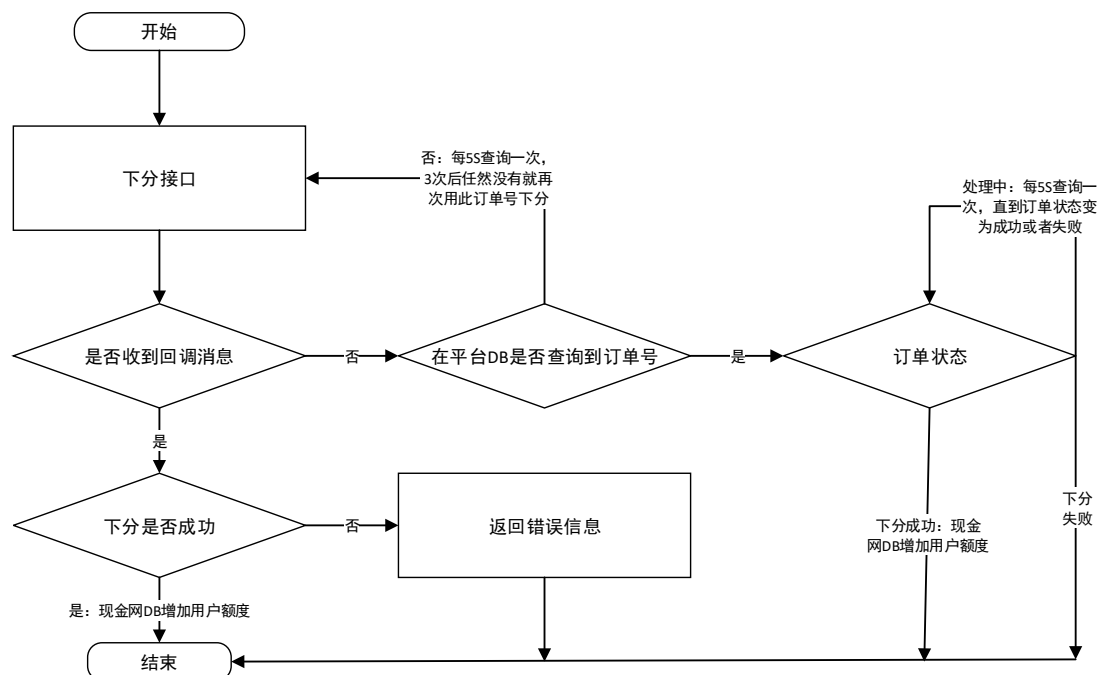 开始
下分接口
否：每5S查询一次，
3次后任然没有就再
次用此订单号下分
处理中：每5S查询一
次，直到订单状态变
为成功或者失败
是否收到回调消息
否
在平台DB是否查询到订单号
是
订单状态
是
下分是否成功
否
返回错误信息
下分成功：现金
网DB增加用户额度
下分
失败
是：现金网DB增加用户额度
结束